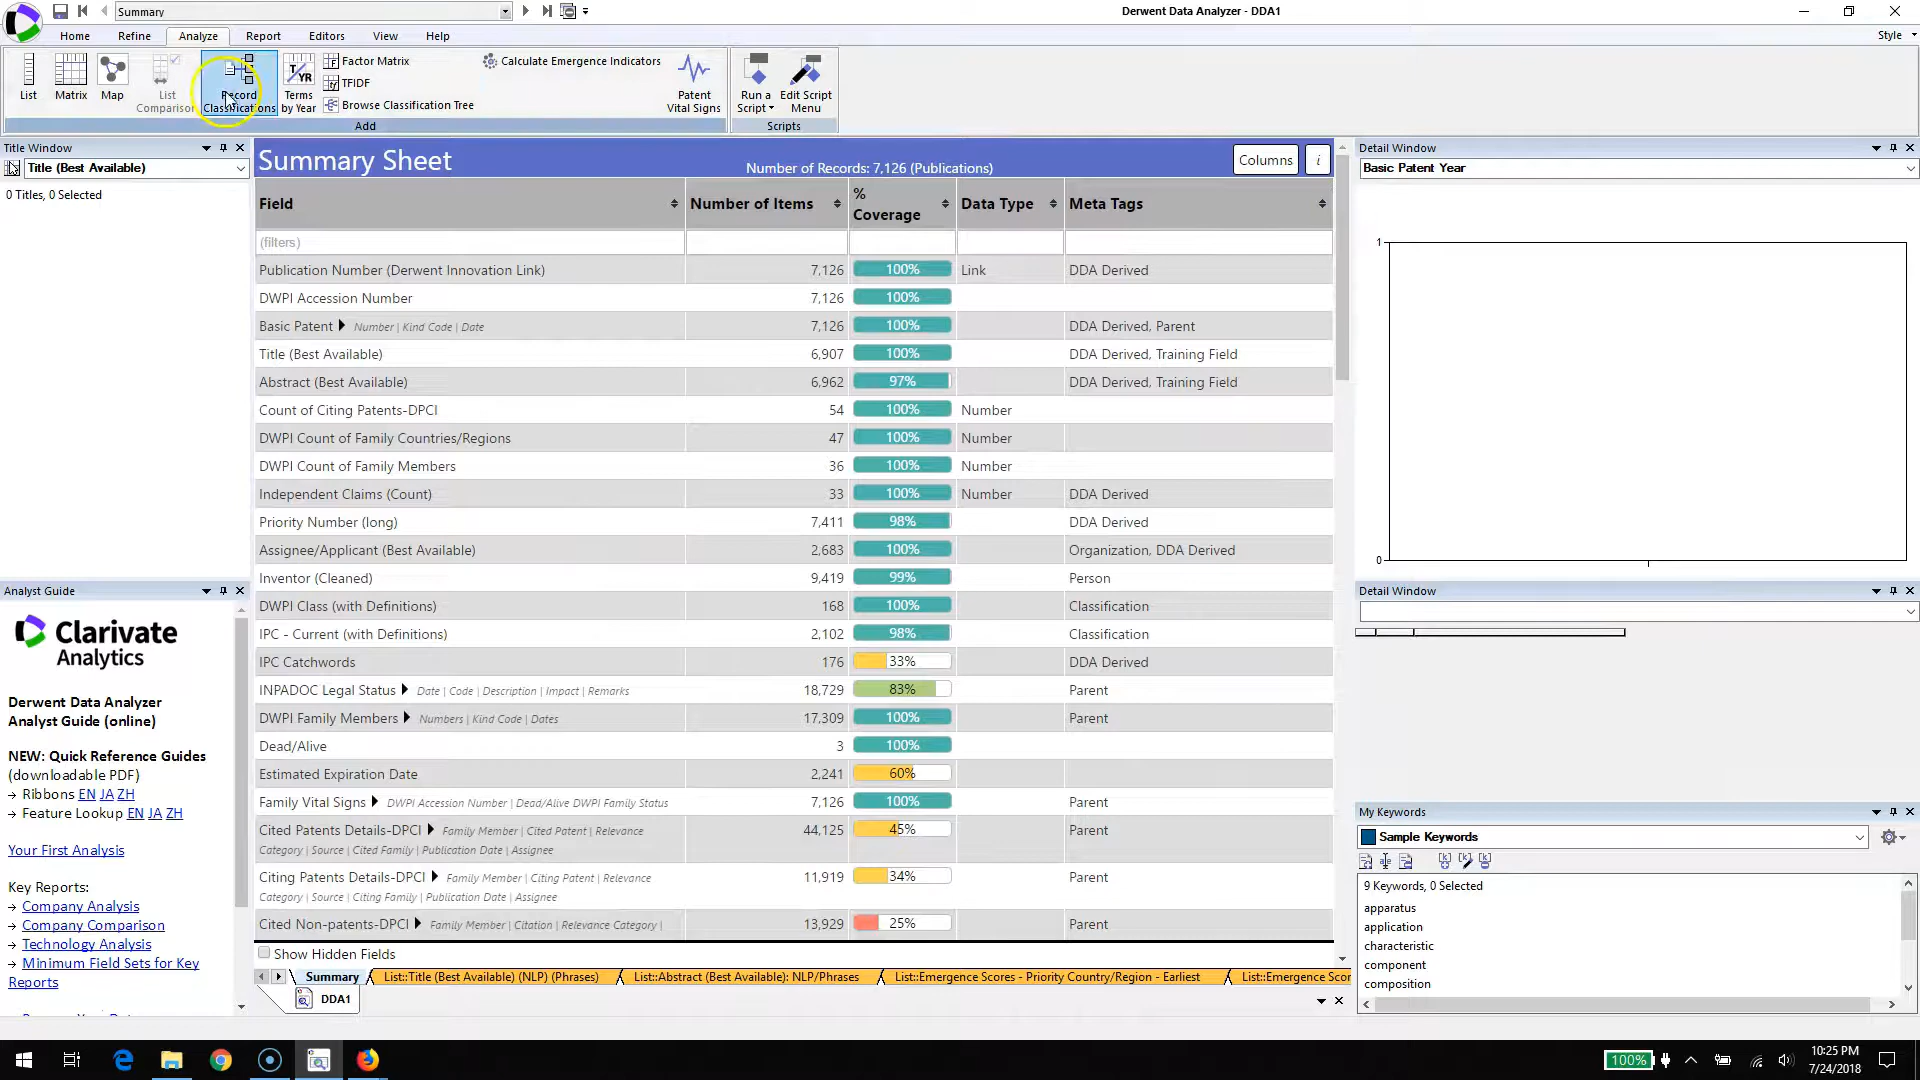 Summary
Derwent Data Analyzer - DDA1
Home Refine Analyze Report Editors View Help
Style
List
Matrix
Map
List Comparison
Record Classifications
Terms by Year
Factor Matrix
TFIDF
Browse Classification Tree
Calculate Emergence Indicators
Patent Vital Signs
Run a Script
Edit Script Menu
Add
Scripts
Title Window
Title (Best Available)
0 Titles, 0 Selected
Analyst Guide
Clarivate
Analytics
Derwent Data Analyzer
Analyst Guide (online)
NEW: Quick Reference Guides
(downloadable PDF)
→ Ribbons EN JA ZH
→ Feature Lookup EN JA ZH
Your First Analysis
Key Reports:
→ Company Analysis
→ Company Comparison
→ Technology Analysis
→ Minimum Field Sets for Key
Reports
Summary Sheet
Number of Records: 7,126 (Publications)
Columns
i
Field Number of Items % Coverage Data Type Meta Tags
(filters)
Publication Number (Derwent Innovation Link) 7,126 100% Link DDA Derived
DWPI Accession Number 7,126 100%
Basic Patent Number | Kind Code | Date 7,126 100% DDA Derived, Parent
Title (Best Available) 6,907 100% DDA Derived, Training Field
Abstract (Best Available) 6,962 97% DDA Derived, Training Field
Count of Citing Patents-DPCI 54 100% Number
DWPI Count of Family Countries/Regions 47 100% Number
DWPI Count of Family Members 36 100% Number
Independent Claims (Count) 33 100% Number DDA Derived
Priority Number (long) 7,411 98% DDA Derived
Assignee/Applicant (Best Available) 2,683 100% Organization, DDA Derived
Inventor (Cleaned) 9,419 99% Person
DWPI Class (with Definitions) 168 100% Classification
IPC - Current (with Definitions) 2,102 98% Classification
IPC Catchwords 176 33% DDA Derived
INPADOC Legal Status Date | Code | Description | Impact | Remarks 18,729 83% Parent
DWPI Family Members Numbers | Kind Code | Dates 17,309 100% Parent
Dead/Alive 3 100%
Estimated Expiration Date 2,241 60%
Family Vital Signs DWPI Accession Number | Dead/Alive DWPI Family Status 7,126 100% Parent
Cited Patents Details-DPCI Family Member | Cited Patent | Relevance 44,125 45% Parent
Category | Source | Cited Family | Publication Date | Assignee
Citing Patents Details-DPCI Family Member | Citing Patent | Relevance 11,919 34% Parent
Category | Source | Citing Family | Publication Date | Assignee
Cited Non-patents-DPCI Family Member | Citation | Relevance Category | 13,929 25% Parent
Show Hidden Fields
Summary List::Title (Best Available) (NLP) (Phrases) List::Abstract (Best Available): NLP/Phrases List::Emergence Scores - Priority Country/Region - Earliest List::Emergence Scor
DDA1
Detail Window
Basic Patent Year
1
0
Detail Window
My Keywords
Sample Keywords
9 Keywords, 0 Selected
apparatus
application
characteristic
component
composition
100%
10:25 PM
7/24/2018